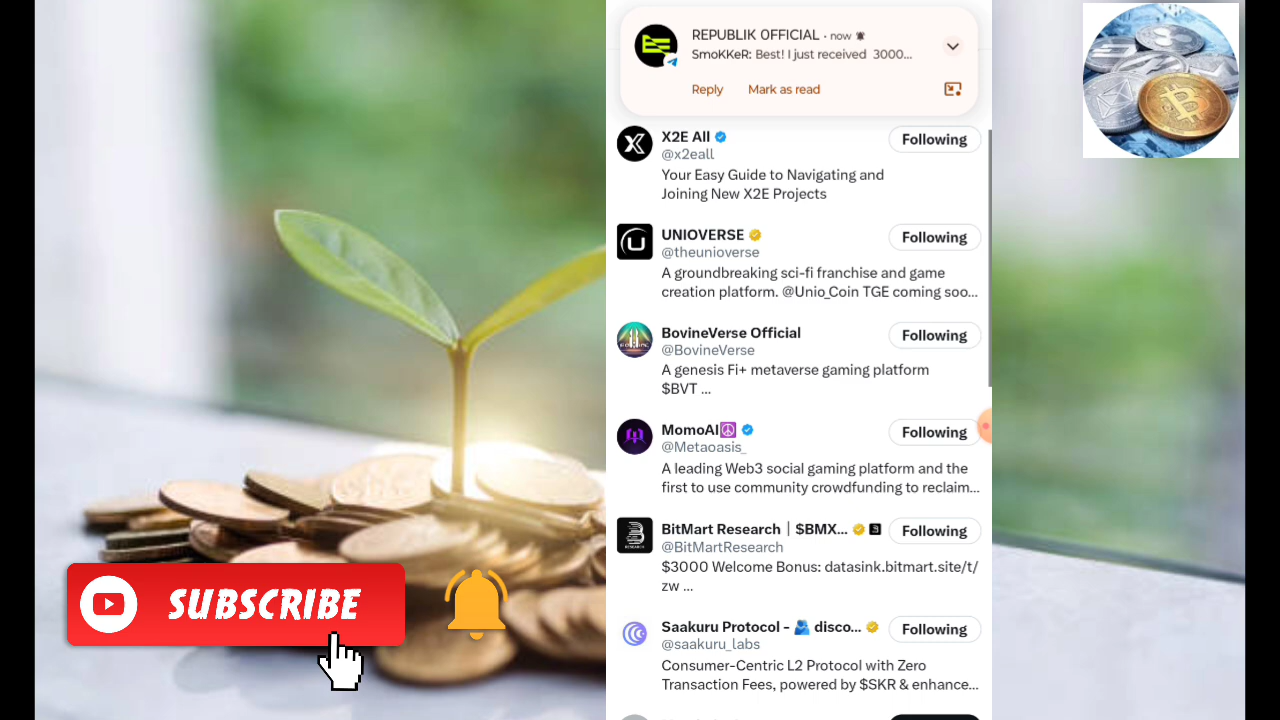 REPUBLIK OFFICIAL • now
SmoKKeR: Best! I just received 3000...
Reply Mark as read
X2E All
@x2eall
Following
Your Easy Guide to Navigating and
Joining New X2E Projects
UNIOVERSE
@theunioverse
Following
A groundbreaking sci-fi franchise and game
creation platform. @Unio_Coin TGE coming soo...
BovineVerse Official
@BovineVerse
Following
A genesis Fi+ metaverse gaming platform
$BVT ...
MomoAI
@Metaoasis_
Following
A leading Web3 social gaming platform and the
first to use community crowdfunding to reclaim...
BitMart Research | $BMX...
@BitMartResearch
Following
$3000 Welcome Bonus: datasink.bitmart.site/t/
zw ...
Saakuru Protocol - 🫂 disco...
@saakuru_labs
Following
Consumer-Centric L2 Protocol with Zero
Transaction Fees, powered by $SKR & enhance...
SUBSCRIBE